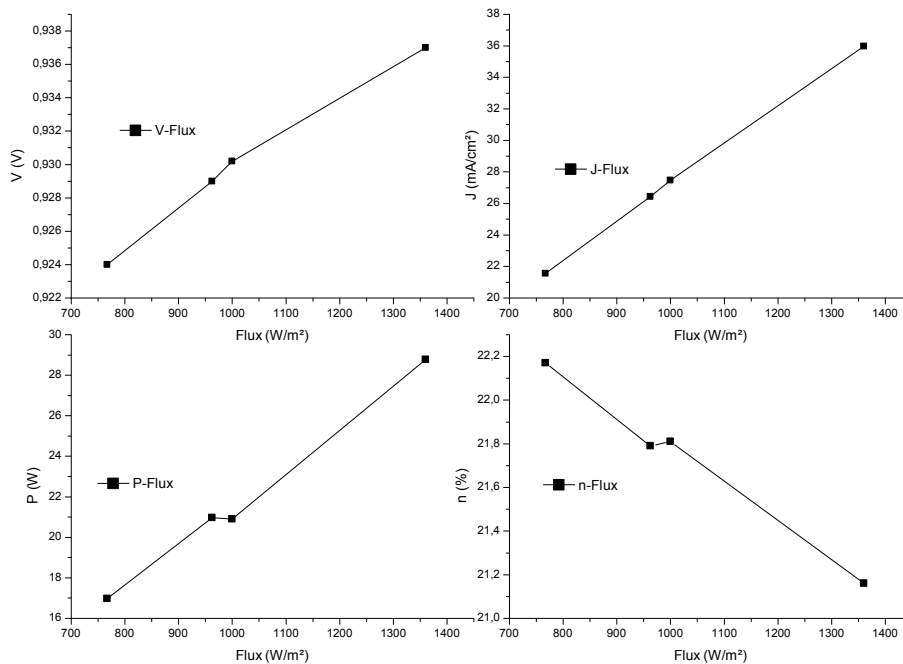 0,938
0,936
0,934
0,932
0,930
0,928
0,926
0,924
0,922
V (V)
V-Flux
700 800 900 1000 1100 1200 1300 1400
Flux (W/m²)
38
36
34
32
30
28
26
24
22
20
J (mA/cm²)
J-Flux
700 800 900 1000 1100 1200 1300 1400
Flux (W/m²)
30
28
26
24
22
20
18
16
P (W)
P-Flux
700 800 900 1000 1100 1200 1300 1400
Flux (W/m²)
22,2
22,0
21,8
21,6
21,4
21,2
21,0
n (%)
n-Flux
700 800 900 1000 1100 1200 1300 1400
Flux (W/m²)